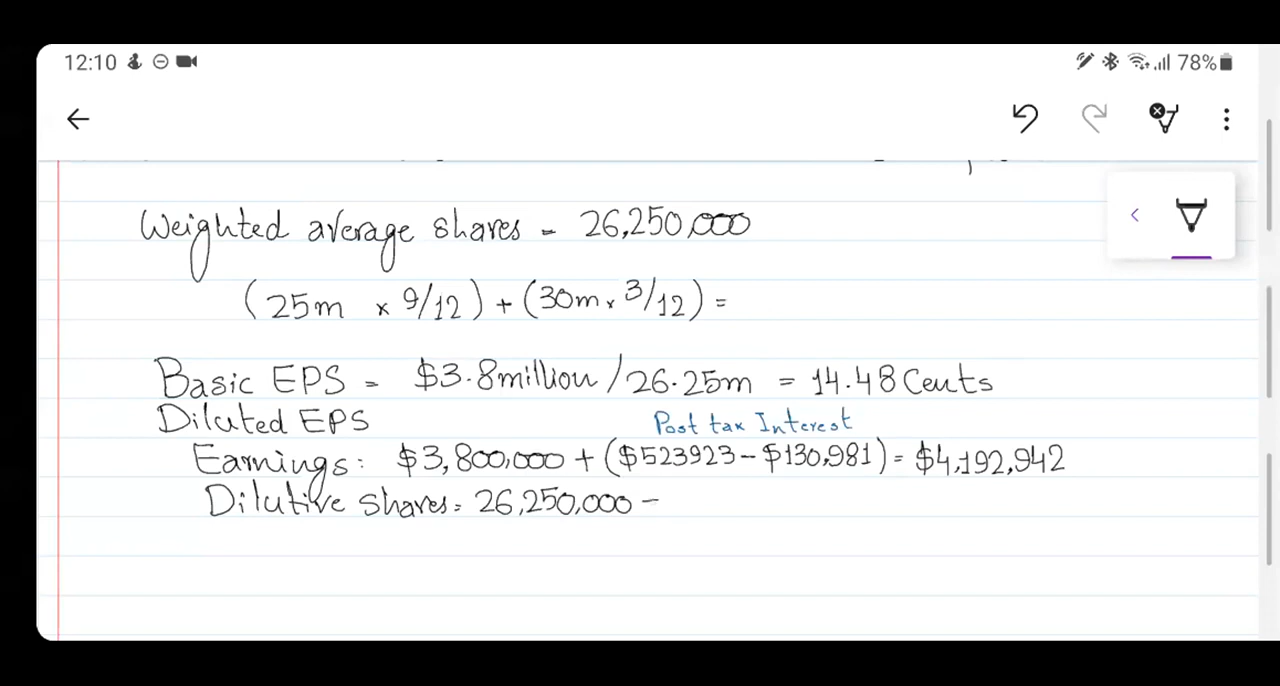 12:10
78%
Weighted average shares - 26,250,000
(25m x 9/12) + (30m x 3/12) =
Basic EPS = $3.8million / 26.25m = 14.48 Cents
Diluted EPS
Post tax Interest
Earnings: $3,800,000 + ($523923 - $130,981) = $4,192,942
Dilutive shares = 26,250,000 -